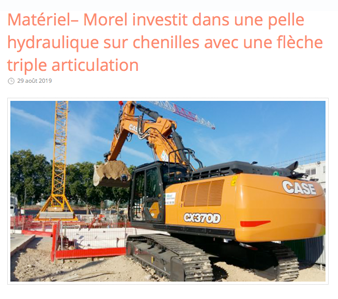 Matériel– Morel investit dans une pelle
hydraulique sur chenilles avec une flèche
triple articulation
29 août 2019
CASE
CX370D